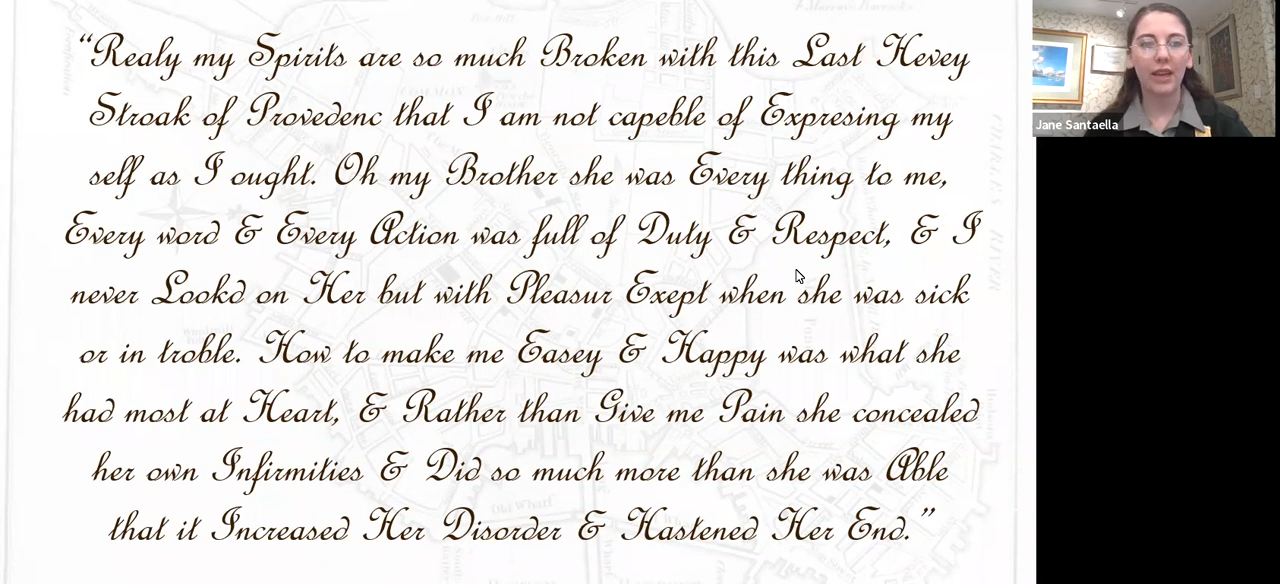 “Realy my Spirits are so much Broken with this Last Hevey
Stroak of Provedenc that I am not capeble of Expresing my
self as I ought. Oh my Brother she was Every thing to me,
Every word & Every Action was full of Duty & Respect, & I
never Lookd on Her but with Pleasur Exept when she was sick
or in troble. How to make me Easey & Happy was what she
had most at Heart, & Rather than Give me Pain she concealed
her own Infirmities & Did so much more than she was Able
that it Increased Her Disorder & Hastened Her End.”
Jane Santaella
CHARLES RIVER
Old Wharf